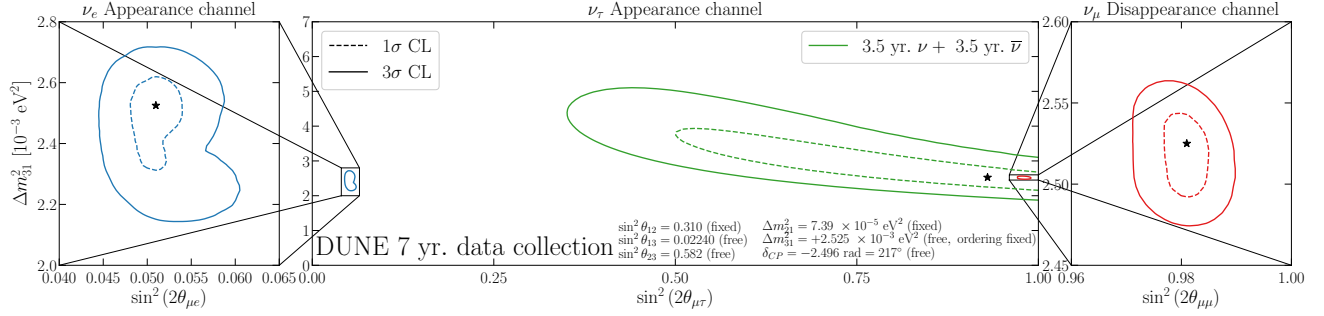 νe Appearance channel
ντ Appearance channel
νμ Disappearance channel
2.8
2.6
2.4
2.2
2.0
Δm²₃₁ [10⁻³ eV²]
0.040 0.045 0.050 0.055 0.060 0.065
sin² (2θμe)
7
6
5
4
3
2
1
0
1σ CL
3σ CL
3.5 yr. ν + 3.5 yr. ν̅
DUNE 7 yr. data collection
sin² θ₁₂ = 0.310 (fixed)
sin² θ₁₃ = 0.02240 (free)
sin² θ₂₃ = 0.582 (free)
Δm²₂₁ = 7.39 × 10⁻⁵ eV² (fixed)
Δm²₃₁ = +2.525 × 10⁻³ eV² (free, ordering fixed)
δCP = −2.496 rad = 217° (free)
0.00 0.25 0.50 0.75 1.00
sin² (2θμτ)
2.60
2.55
2.50
2.45
0.96 0.98 1.00
sin² (2θμμ)